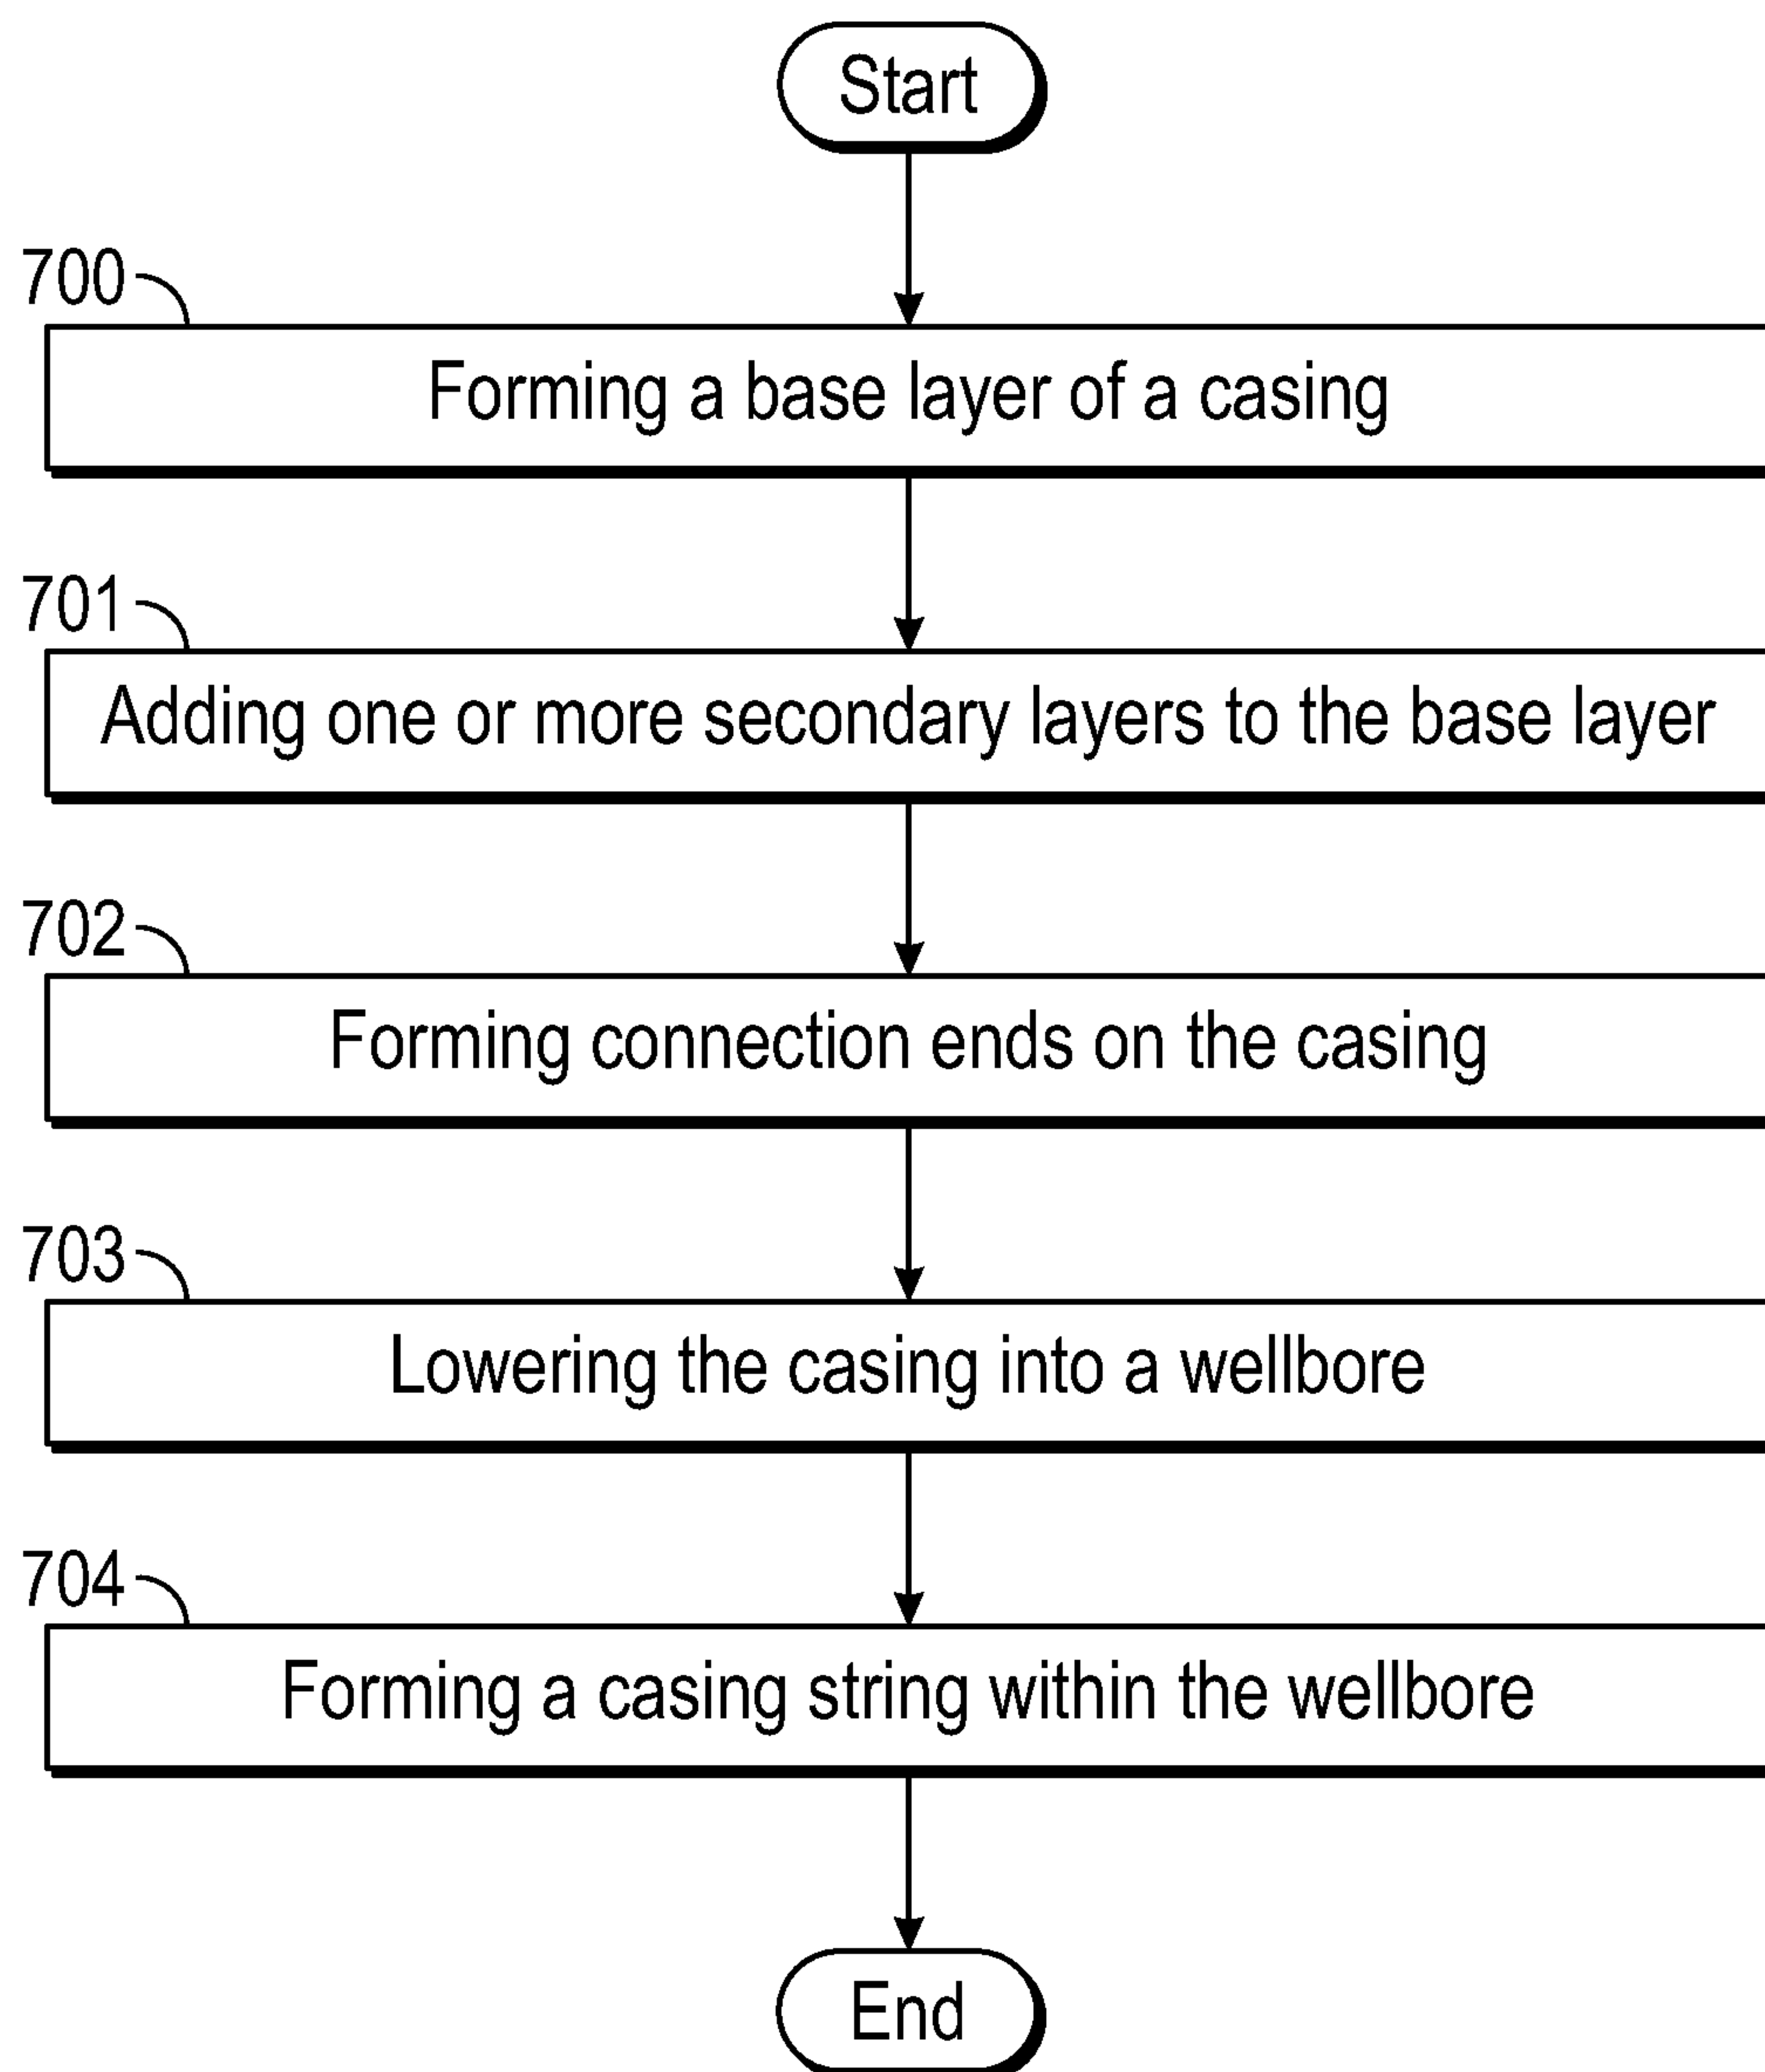 Start
700
Forming a base layer of a casing
701
Adding one or more secondary layers to the base layer
702
Forming connection ends on the casing
703
Lowering the casing into a wellbore
704
Forming a casing string within the wellbore
End